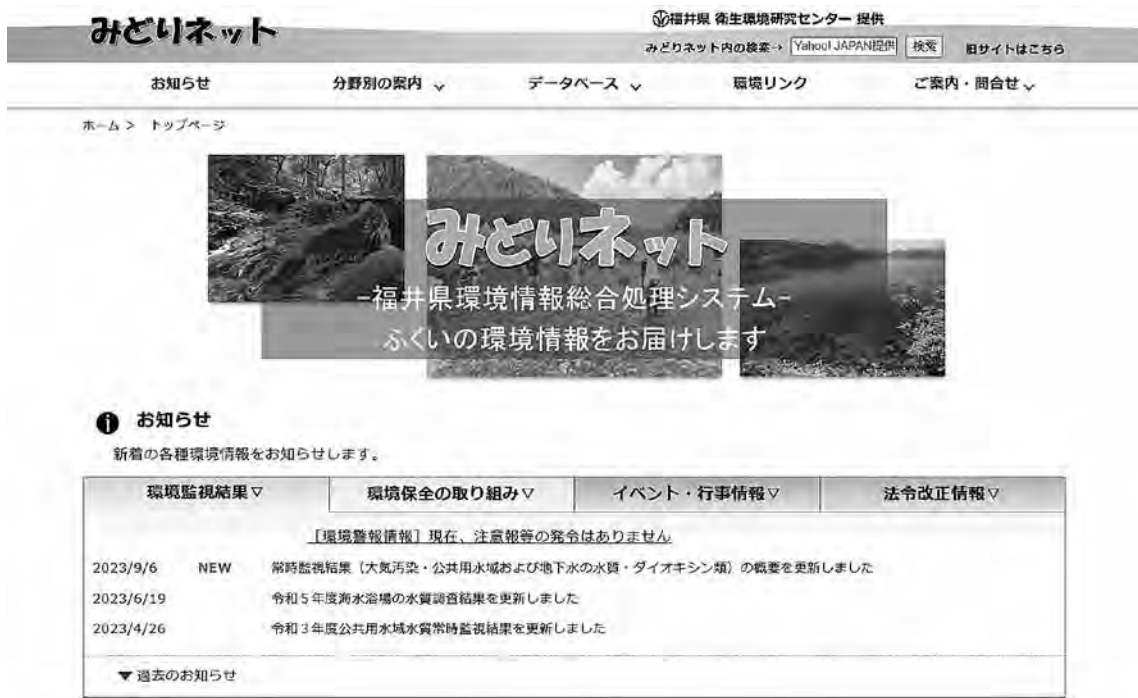 みどりネット
福井県 衛生環境研究センター 提供
みどりネット内の検索→ Yahoo! JAPAN提供 検索 旧サイトはこちら
お知らせ 分野別の案内 データベース 環境リンク ご案内・問合せ
ホーム > トップページ
みどりネット
-福井県環境情報総合処理システム-
ふくいの環境情報をお届けします
お知らせ
新着の各種環境情報をお知らせします。
環境監視結果▽ 環境保全の取り組み▽ イベント・行事情報▽ 法令改正情報▽
［環境警報情報］現在、注意報等の発令はありません
2023/9/6 NEW 常時監視結果（大気汚染・公共用水域および地下水の水質・ダイオキシン類）の概要を更新しました
2023/6/19 令和5年度海水浴場の水質調査結果を更新しました
2023/4/26 令和3年度公共用水域水質常時監視結果を更新しました
▼過去のお知らせ